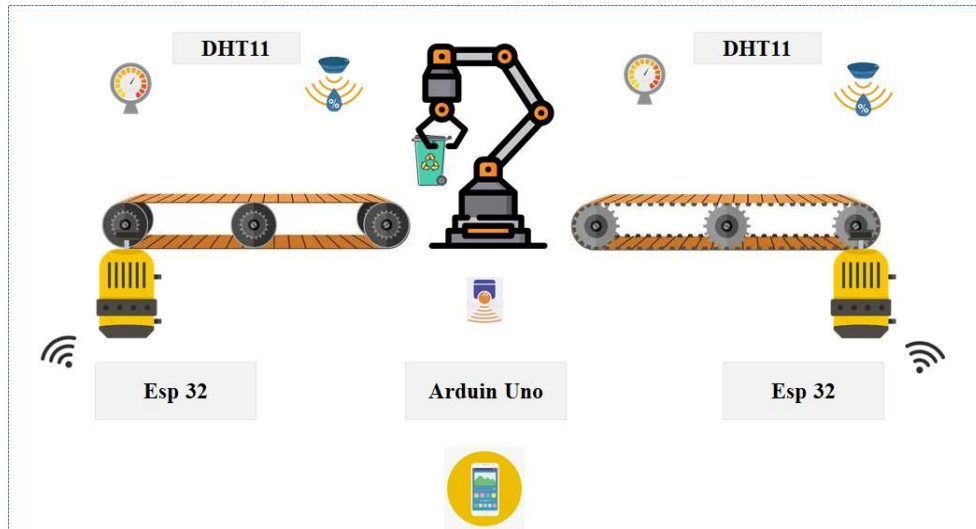 DHT11
DHT11
%
%
Esp 32
Arduin Uno
Esp 32